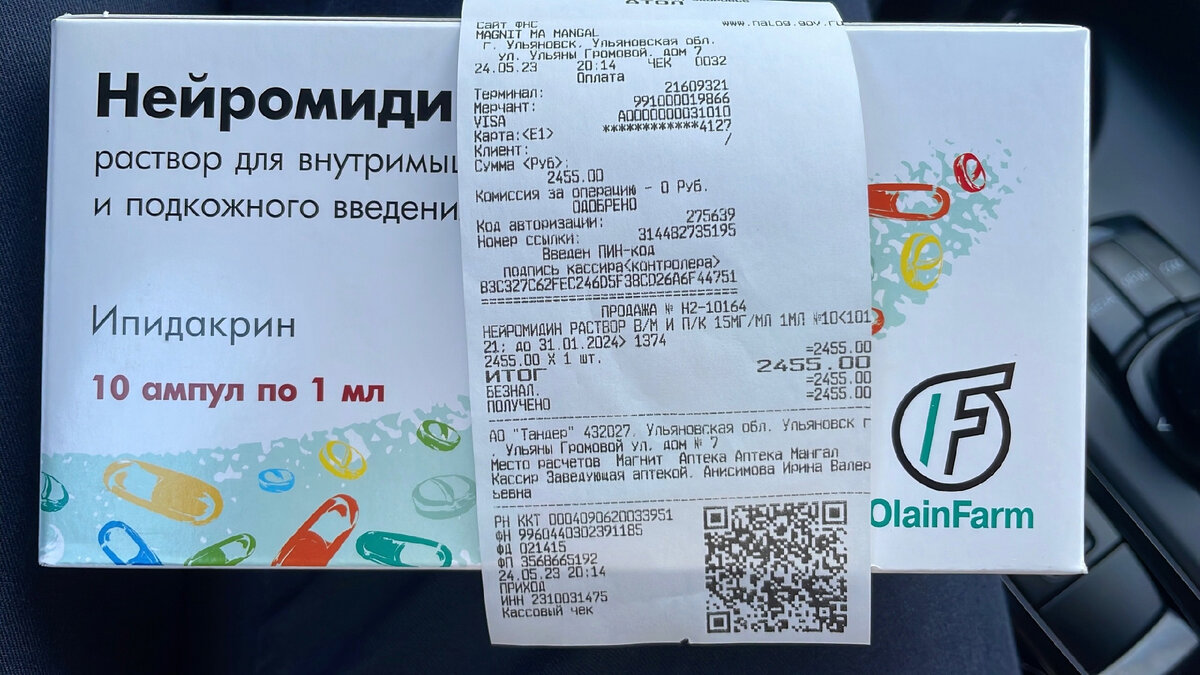 Нейромиди
раствор для внутримыш
и подкожного введени
Ипидакрин
10 ампул по 1 мл
OlainFarm
АТОЛ
Сайт ФНС www.nalog.gov.ru
MAGNIT MA MANGAL
г. Ульяновск, Ульяновская обл.
ул. Ульяны Громовой, дом 7
24.05.23 20:14 ЧЕК 0032
Оплата
Терминал: 21609321
Мерчант: 991000019866
VISA A0000000031010
Карта:<E1> ************4127
Клиент: /
Сумма <Руб>:
2455.00
Комиссия за операцию - 0 Руб.
ОДОБРЕНО
Код авторизации: 275639
Номер ссылки: 314482735195
Введен ПИН-код
подпись кассира<контролера>
B3C327C62FEC246D5F38CD26A6F44751
ПРОДАЖА № Н2-10164
НЕЙРОМИДИН РАСТВОР В/М И П/К 15МГ/МЛ 1МЛ №10<101
21; до 31.01.2024> 1374
2455.00 X 1 шт. =2455.00
ИТОГ 2455.00
БЕЗНАЛ. =2455.00
ПОЛУЧЕНО =2455.00
АО "Тандер" 432027, Ульяновская обл. Ульяновск г
. Ульяны Громовой ул, дом № 7
Место расчетов Магнит Аптека Аптека Мангал
Кассир Заведующая аптекой. Анисимова Ирина Валер
ьевна
РН ККТ 0004090620033951
ФН 9960440302391185
ФД 021415
ФП 3568665192
24.05.23 20:14
ПРИХОД
ИНН 2310031475
Кассовый чек